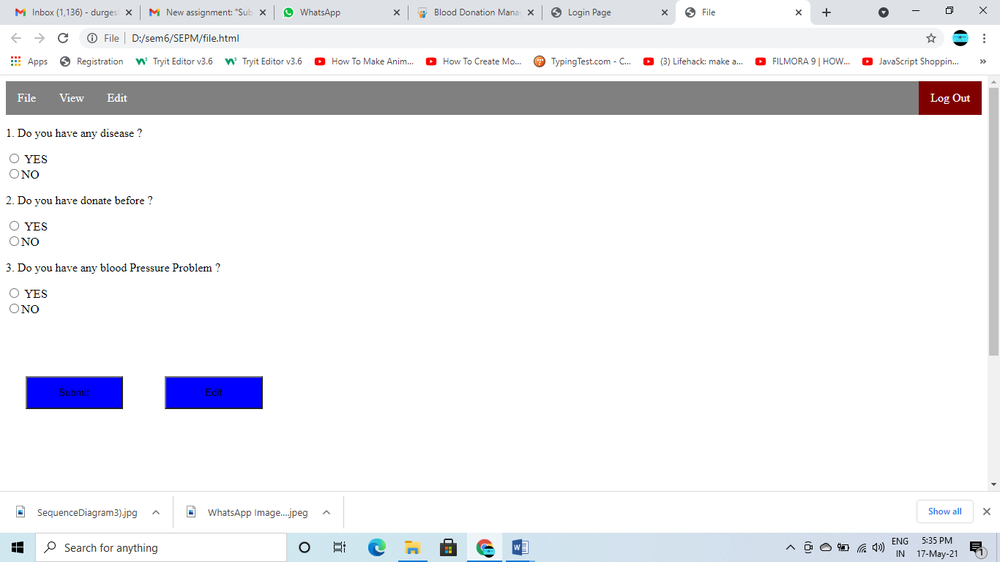 Inbox (1,136) - durges
New assignment: "Sub
WhatsApp
Blood Donation Mana
Login Page
File
File
D:/sem6/SEPM/file.html
Apps
Registration
Tryit Editor v3.6
Tryit Editor v3.6
How To Make Anim...
How To Create Mo...
TypingTest.com - C...
(3) Lifehack: make a...
FILMORA 9 | HOW...
JavaScript Shoppin...
»
File View Edit Log Out
1. Do you have any disease ?
YES
NO
2. Do you have donate before ?
YES
NO
3. Do you have any blood Pressure Problem ?
YES
NO
Submit Edit
SequenceDiagram3).jpg
WhatsApp Image....jpeg
Show all
Search for anything
ENG
IN
5:35 PM
17-May-21
1